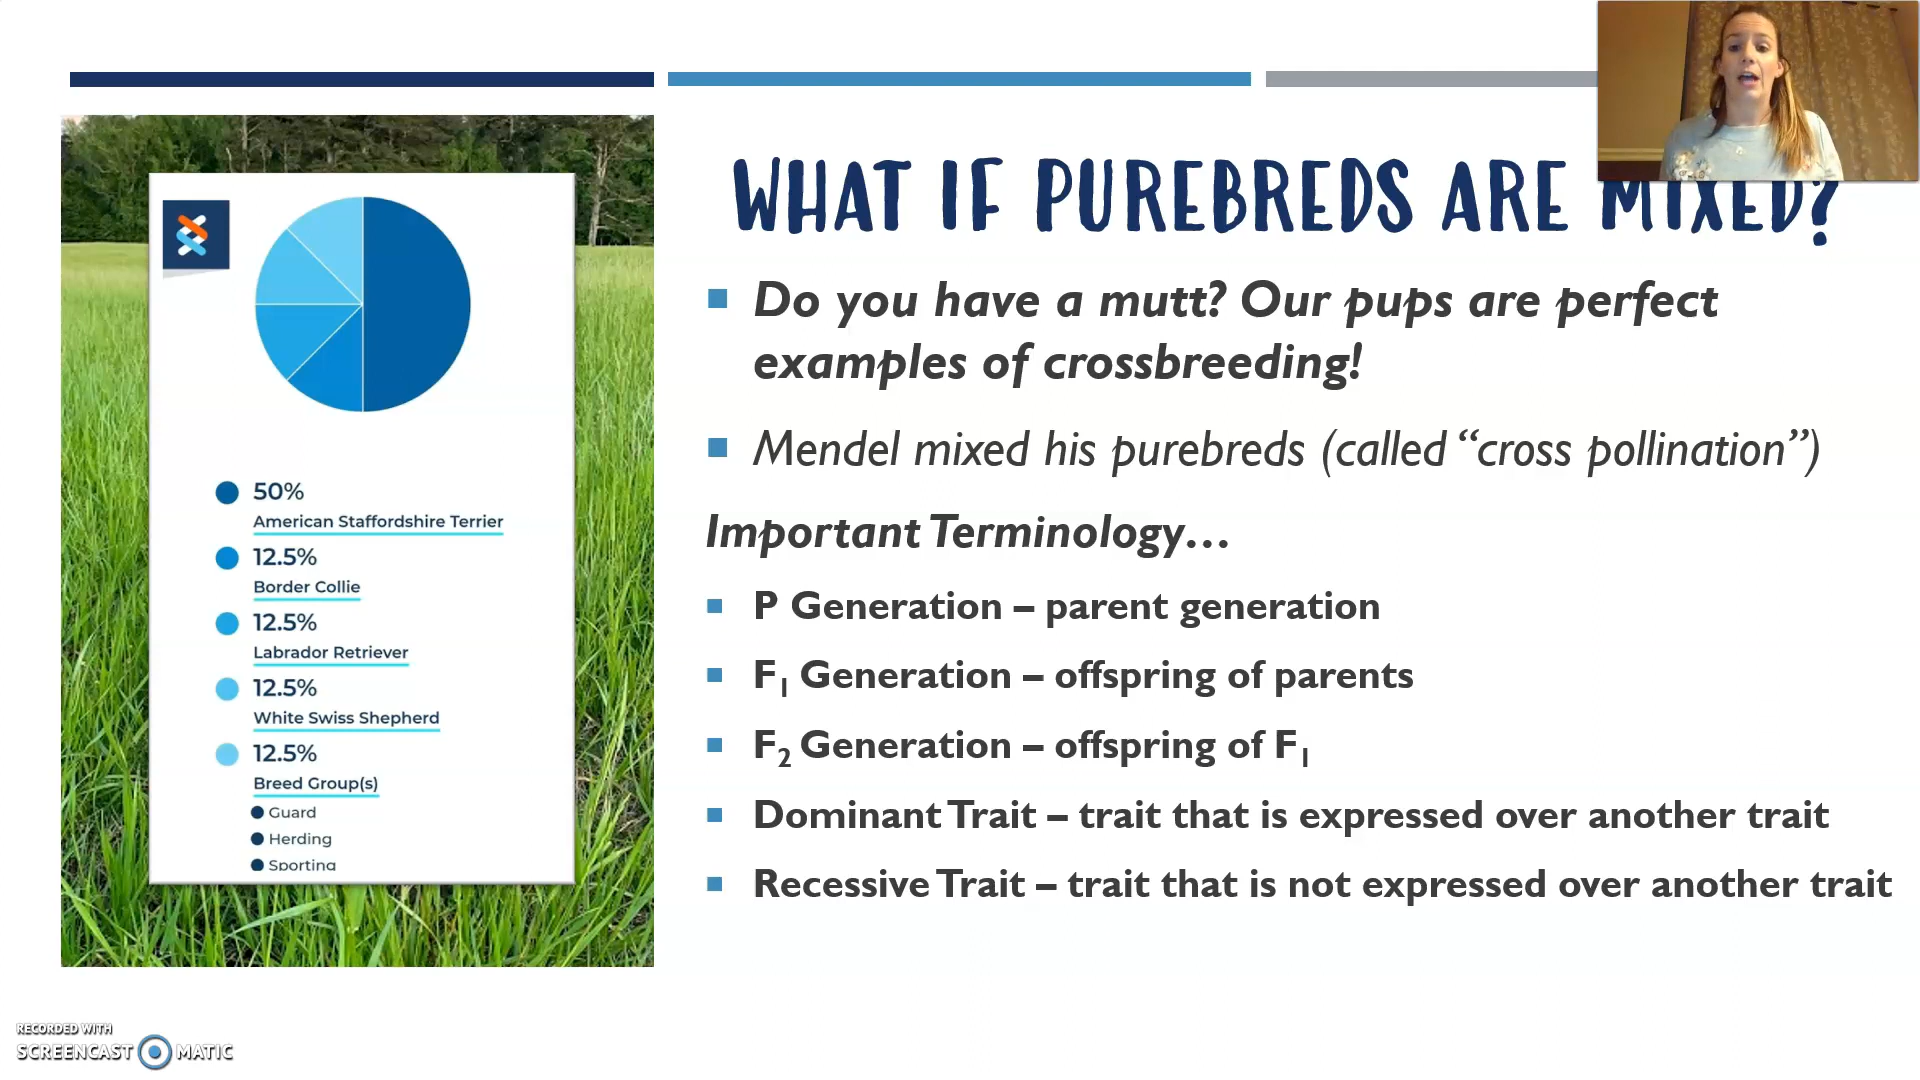 WHAT IF PUREBREDS ARE MIXED?
Do you have a mutt? Our pups are perfect
examples of crossbreeding!
Mendel mixed his purebreds (called “cross pollination”)
Important Terminology…
P Generation – parent generation
F₁ Generation – offspring of parents
F₂ Generation – offspring of F₁
Dominant Trait – trait that is expressed over another trait
Recessive Trait – trait that is not expressed over another trait
50%
American Staffordshire Terrier
12.5%
Border Collie
12.5%
Labrador Retriever
12.5%
White Swiss Shepherd
12.5%
Breed Group(s)
Guard
Herding
Sporting
RECORDED WITH
SCREENCAST MATIC